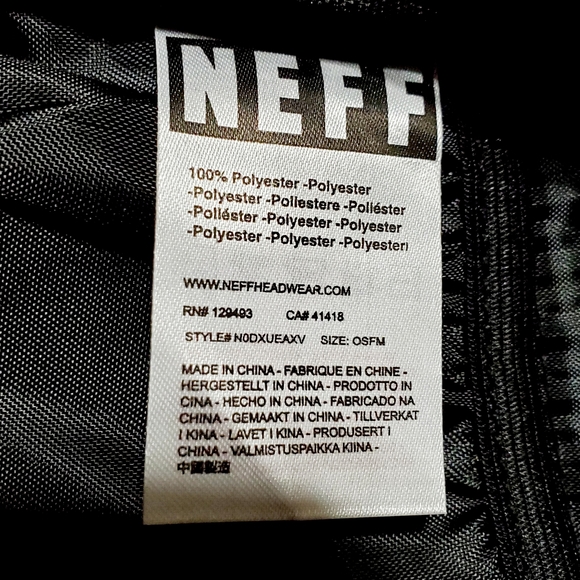 NEFF
100% Polyester -Polyester
-Polyester -Poliestere -Poliéster
-Poliéster -Polyester -Polyester
-Polyester -Polyester -Polyesteri
WWW.NEFFHEADWEAR.COM
RN# 129493 CA# 41418
STYLE# N0DXUEAXV SIZE: OSFM
MADE IN CHINA - FABRIQUE EN CHINE -
HERGESTELLT IN CHINA - PRODOTTO IN
CINA - HECHO IN CHINA - FABRICADO NA
CHINA - GEMAAKT IN CHINA - TILLVERKAT
I KINA - LAVET I KINA - PRODUSERT I
CHINA - VALMISTUSPAIKKA KIINA -
中國製造